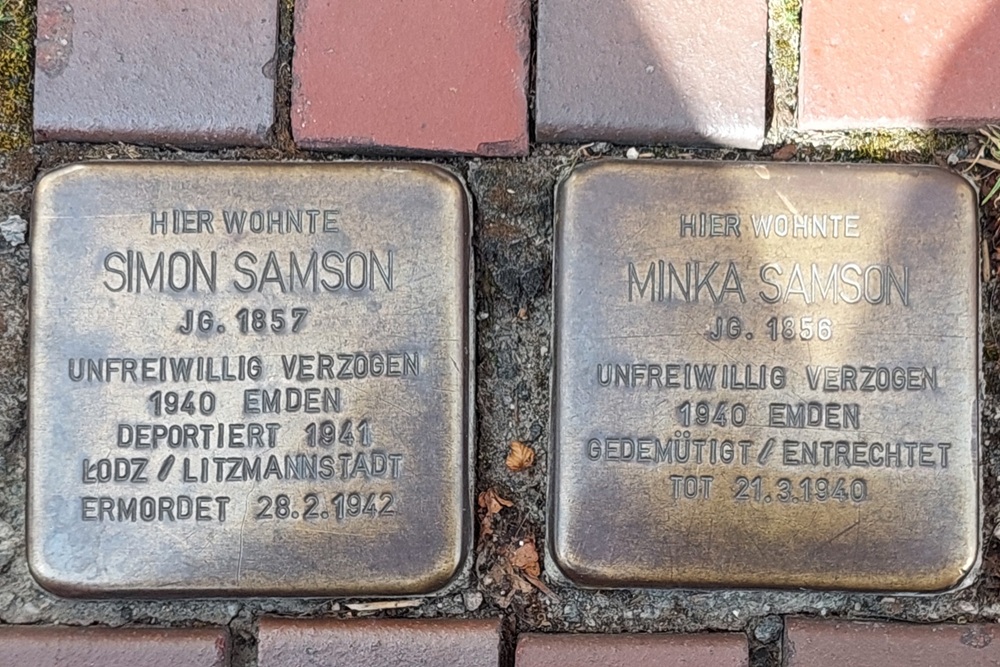 HIER WOHNTE
SIMON SAMSON
JG. 1857
UNFREIWILLIG VERZOGEN
1940 EMDEN
DEPORTIERT 1941
ŁODZ / LITZMANNSTADT
ERMORDET 28.2.1942
HIER WOHNTE
MINKA SAMSON
JG. 1856
UNFREIWILLIG VERZOGEN
1940 EMDEN
GEDEMÜTIGT / ENTRECHTET
TOT 21.3.1940